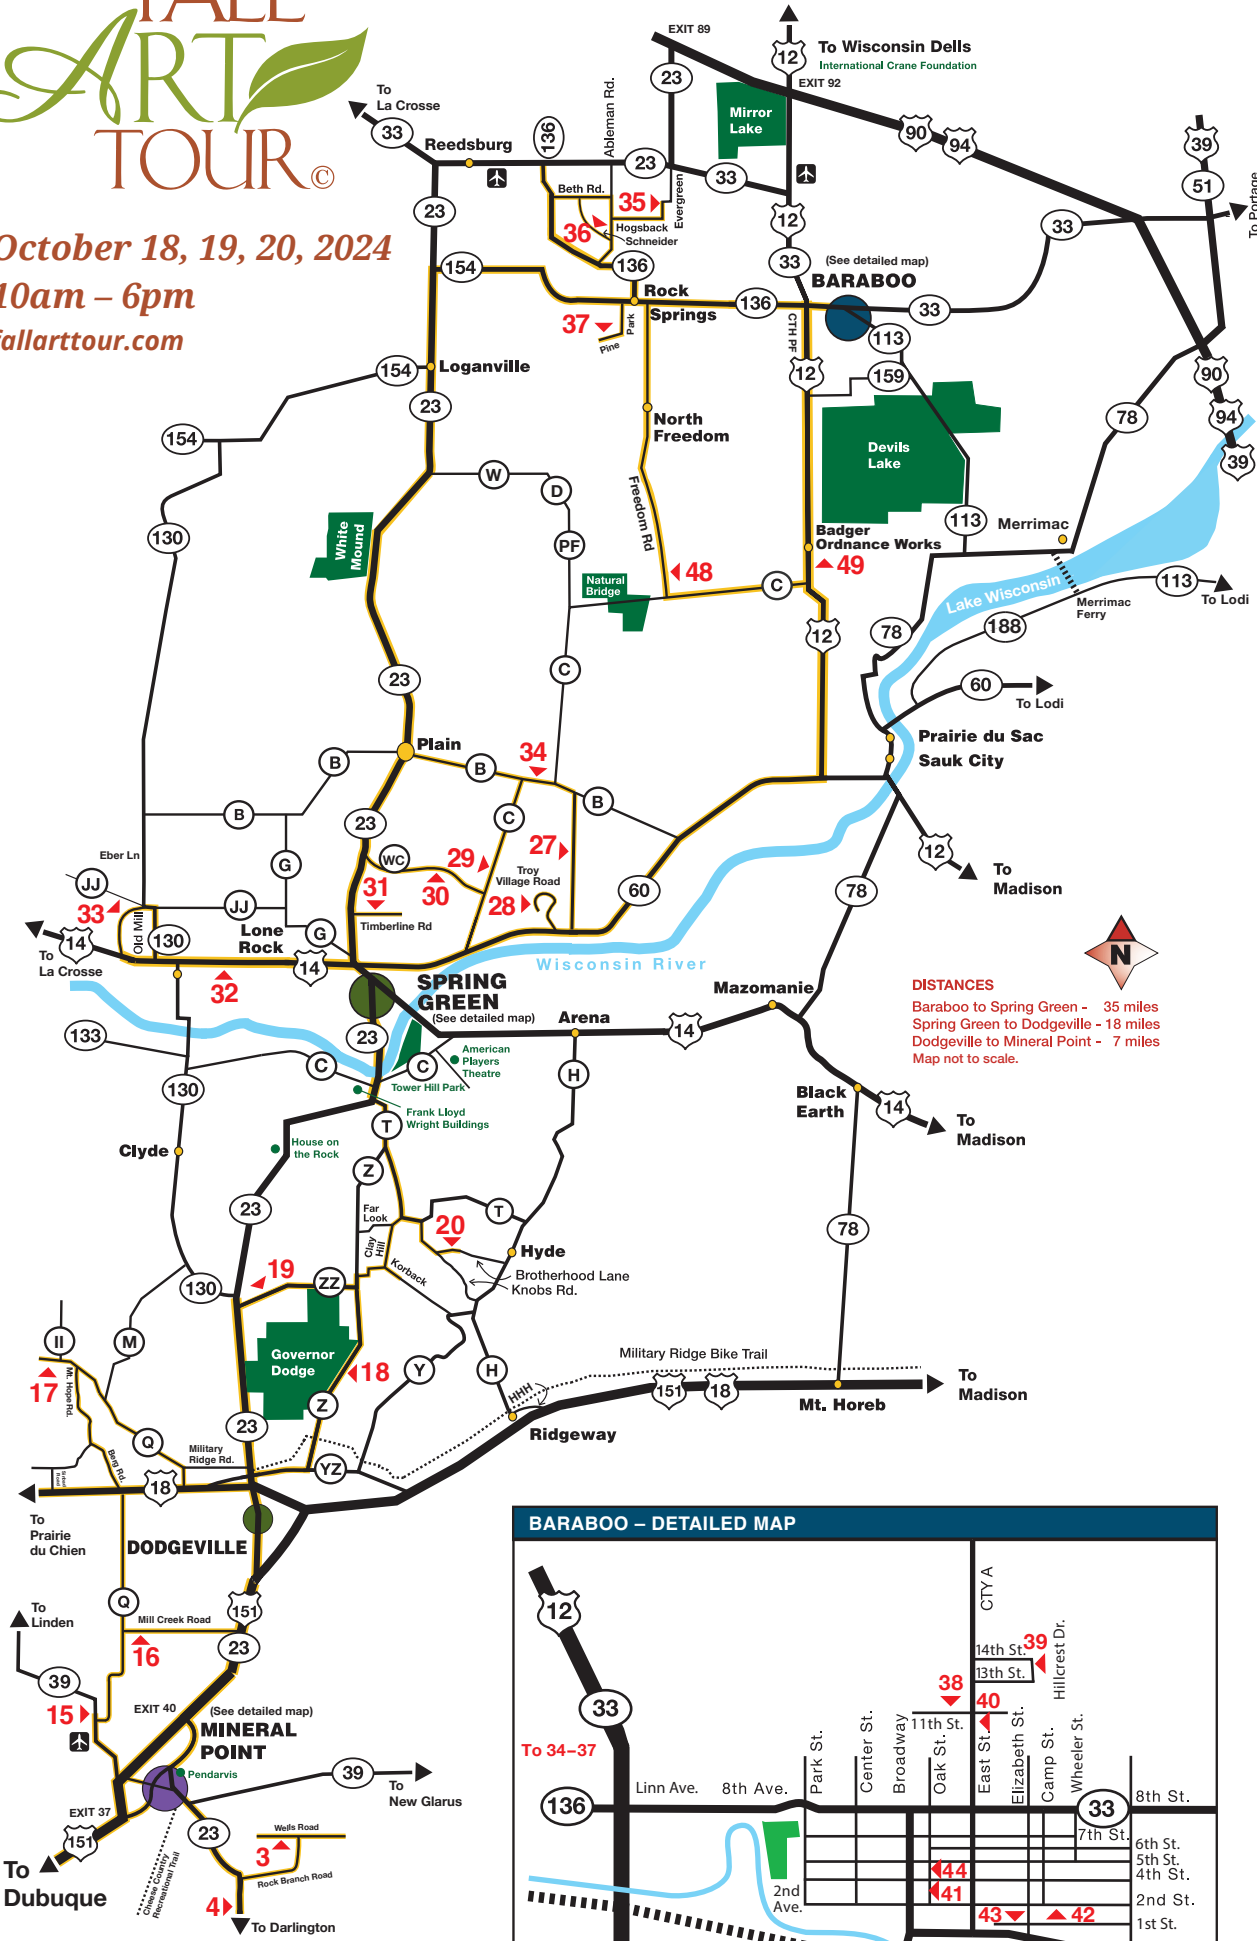 FALL
ART
TOUR©
October 18, 19, 20, 2024
10am – 6pm
fallarttour.com
EXIT 89
12
To Wisconsin Dells
International Crane Foundation
EXIT 92
23
Mirror
Lake
90
94
39
51
To Portage
To
La Crosse
33
Reedsburg
136
Ableman Rd.
23
33
12
33
Beth Rd.
35
Evergreen
36
Hogsback
Schneider
23
154
136
33
(See detailed map)
BARABOO
Rock
Springs
136
33
37
Park
Pine
CTH PF
113
154
Loganville
12
159
90
23
78
94
39
154
North
Freedom
Devils
Lake
W
D
Freedom Rd
130
White
Mound
PF
113
Merrimac
Badger
Ordnance Works
49
48
Natural
Bridge
C
Lake Wisconsin
Merrimac
Ferry
113
To Lodi
12
78
188
C
23
60
To Lodi
Plain
34
Prairie du Sac
Sauk City
B
B
B
B
23
C
27
12
To
Madison
Eber Ln
G
WC
29
JJ
31
30
Troy
Village Road
28
60
78
33
JJ
Old Mill
130
Lone
Rock
G
Timberline Rd
14
To
La Crosse
14
32
Wisconsin River
SPRING
GREEN
(See detailed map)
Mazomanie
N
DISTANCES
Baraboo to Spring Green - 35 miles
Spring Green to Dodgeville - 18 miles
Dodgeville to Mineral Point - 7 miles
Map not to scale.
133
23
Arena
14
C
C
American
Players
Theatre
Tower Hill Park
H
130
Frank Lloyd
Wright Buildings
Black
Earth
14
To
Madison
T
Clyde
House on
the Rock
Z
23
Far
Look
T
20
78
Clay
Hill
Hyde
Korback
Brotherhood Lane
Knobs Rd.
19
130
ZZ
II
M
Governor
Dodge
Military Ridge Bike Trail
17
Mt. Hope Rd.
18
Y
H
HHH
151
18
To
Madison
Mt. Horeb
Z
Ridgeway
23
Q
Berg Rd.
Military
Ridge Rd.
YZ
18
To
Prairie
du Chien
DODGEVILLE
Q
151
To
Linden
Mill Creek Road
16
23
39
15
EXIT 40
(See detailed map)
MINERAL
POINT
Pendarvis
39
To
New Glarus
EXIT 37
151
23
Wells Road
3
Rock Branch Road
To
Dubuque
Cheese Country
Recreational Trail
4
To Darlington
BARABOO – DETAILED MAP
12
CTY A
14th St.
39
13th St.
Hillcrest Dr.
38
40
33
11th St.
To 34–37
Park St.
Center St.
Broadway
Oak St.
East St.
Elizabeth St.
Camp St.
Wheeler St.
136
Linn Ave.
8th Ave.
33
8th St.
7th St.
6th St.
5th St.
4th St.
44
2nd
Ave.
41
2nd St.
43
42
1st St.